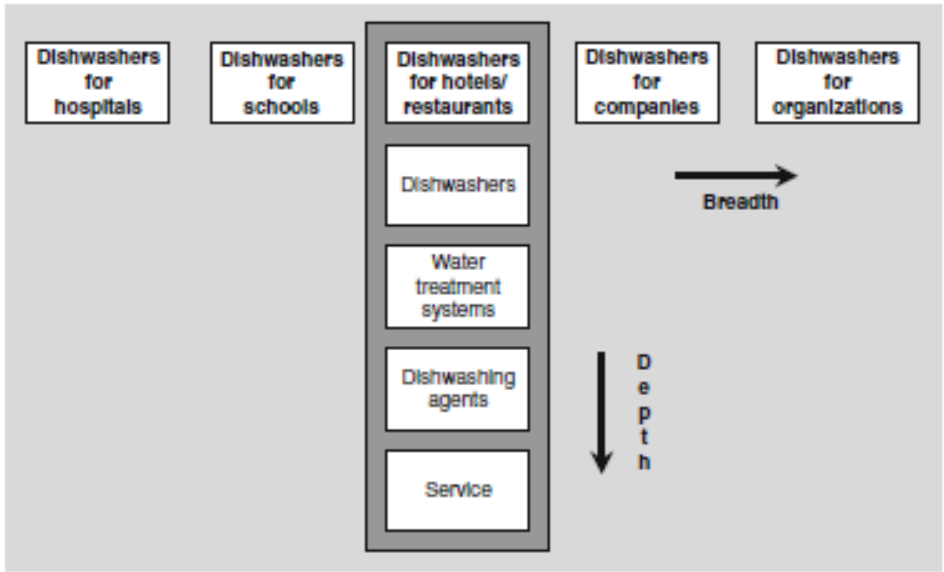 Dishwashers
for
hospitals
Dishwashers
for
schools
Dishwashers
for hotels/
restaurants
Dishwashers
for
companies
Dishwashers
for
organizations
Dishwashers
Breadth
Water
treatment
systems
Dishwashing
agents
Depth
Service